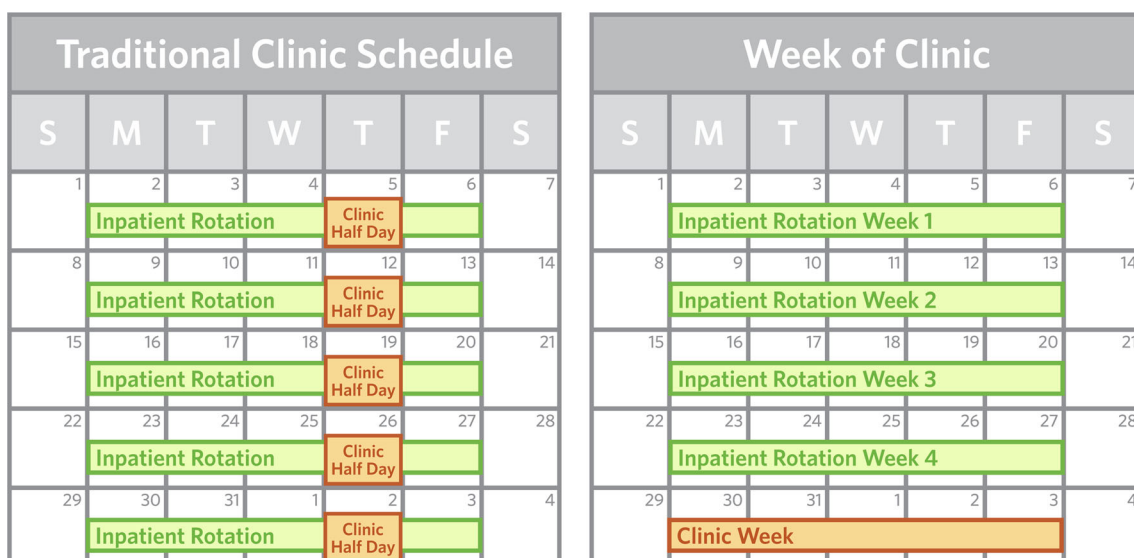 Traditional Clinic Schedule
S M T W T F S
1 2 3 4 5 6 7
Inpatient Rotation
Clinic
Half Day
8 9 10 11 12 13 14
Inpatient Rotation
Clinic
Half Day
15 16 17 18 19 20 21
Inpatient Rotation
Clinic
Half Day
22 23 24 25 26 27 28
Inpatient Rotation
Clinic
Half Day
29 30 31 1 2 3 4
Inpatient Rotation
Clinic
Half Day
Week of Clinic
S M T W T F S
1 2 3 4 5 6 7
Inpatient Rotation Week 1
8 9 10 11 12 13 14
Inpatient Rotation Week 2
15 16 17 18 19 20 21
Inpatient Rotation Week 3
22 23 24 25 26 27 28
Inpatient Rotation Week 4
29 30 31 1 2 3 4
Clinic Week